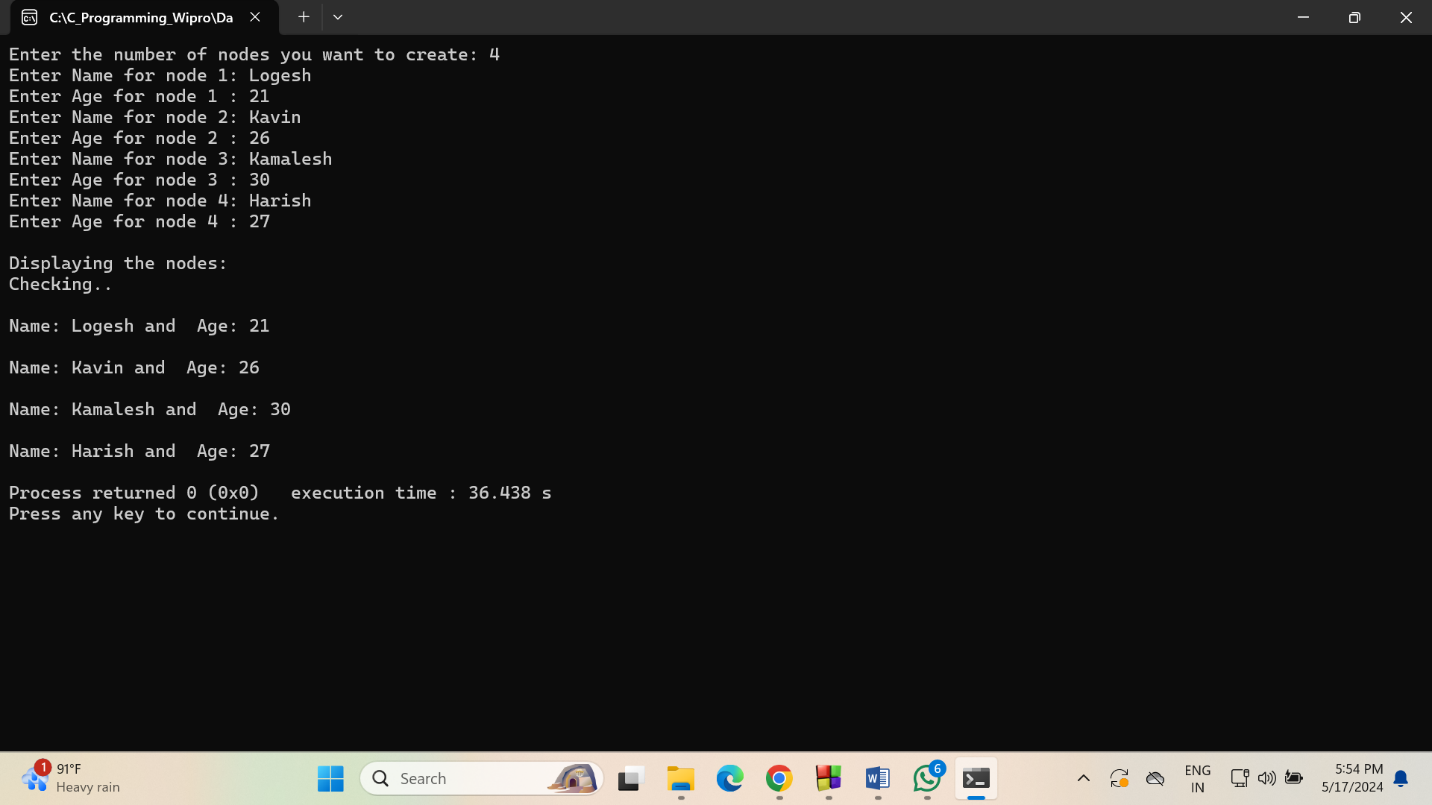 C:\C_Programming_Wipro\Da
Enter the number of nodes you want to create: 4
Enter Name for node 1: Logesh
Enter Age for node 1 : 21
Enter Name for node 2: Kavin
Enter Age for node 2 : 26
Enter Name for node 3: Kamalesh
Enter Age for node 3 : 30
Enter Name for node 4: Harish
Enter Age for node 4 : 27
Displaying the nodes:
Checking..
Name: Logesh and  Age: 21
Name: Kavin and  Age: 26
Name: Kamalesh and  Age: 30
Name: Harish and  Age: 27
Process returned 0 (0x0)   execution time : 36.438 s
Press any key to continue.
1
91°F
Heavy rain
Search
6
ENG
IN
5:54 PM
5/17/2024